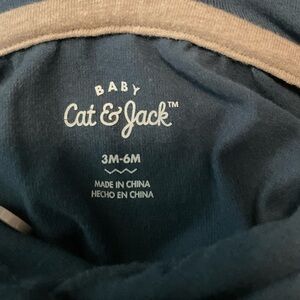 BABY
Cat & Jack™
3M-6M
MADE IN CHINA
HECHO EN CHINA